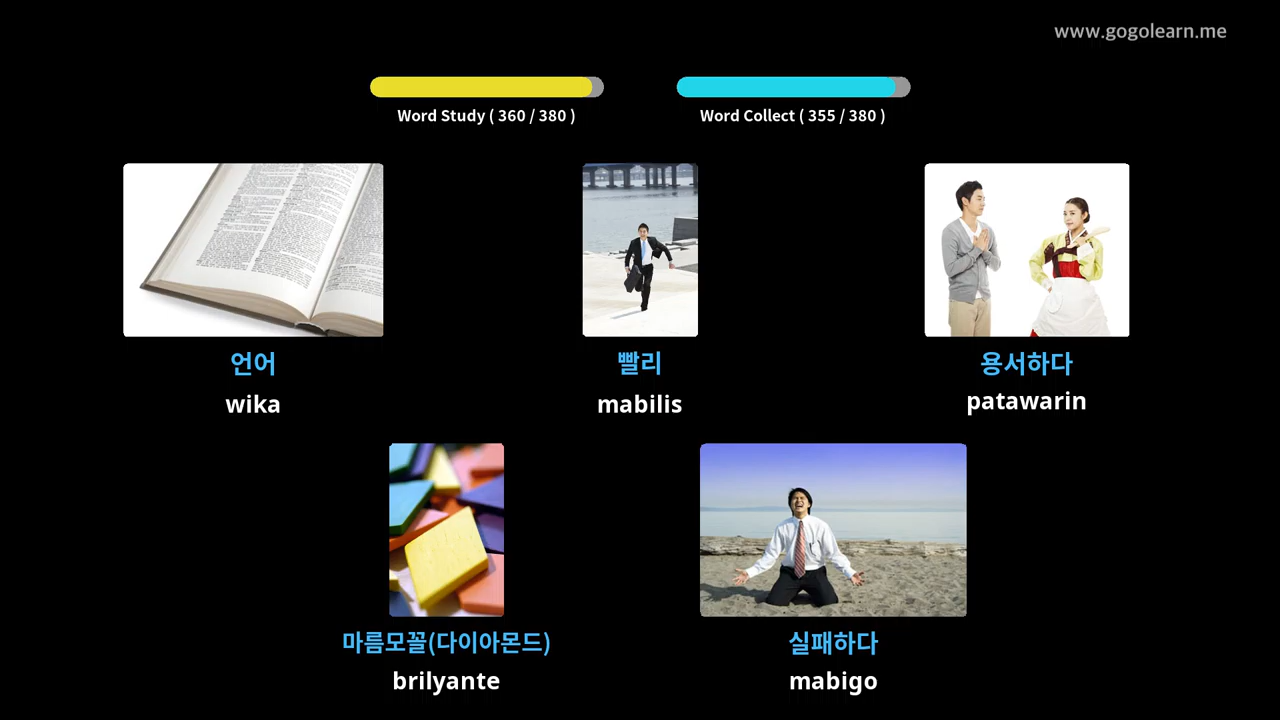 www.gogolearn.me
Word Study ( 360 / 380 )
Word Collect ( 355 / 380 )
언어
wika
빨리
mabilis
용서하다
patawarin
마름모꼴(다이아몬드)
brilyante
실패하다
mabigo